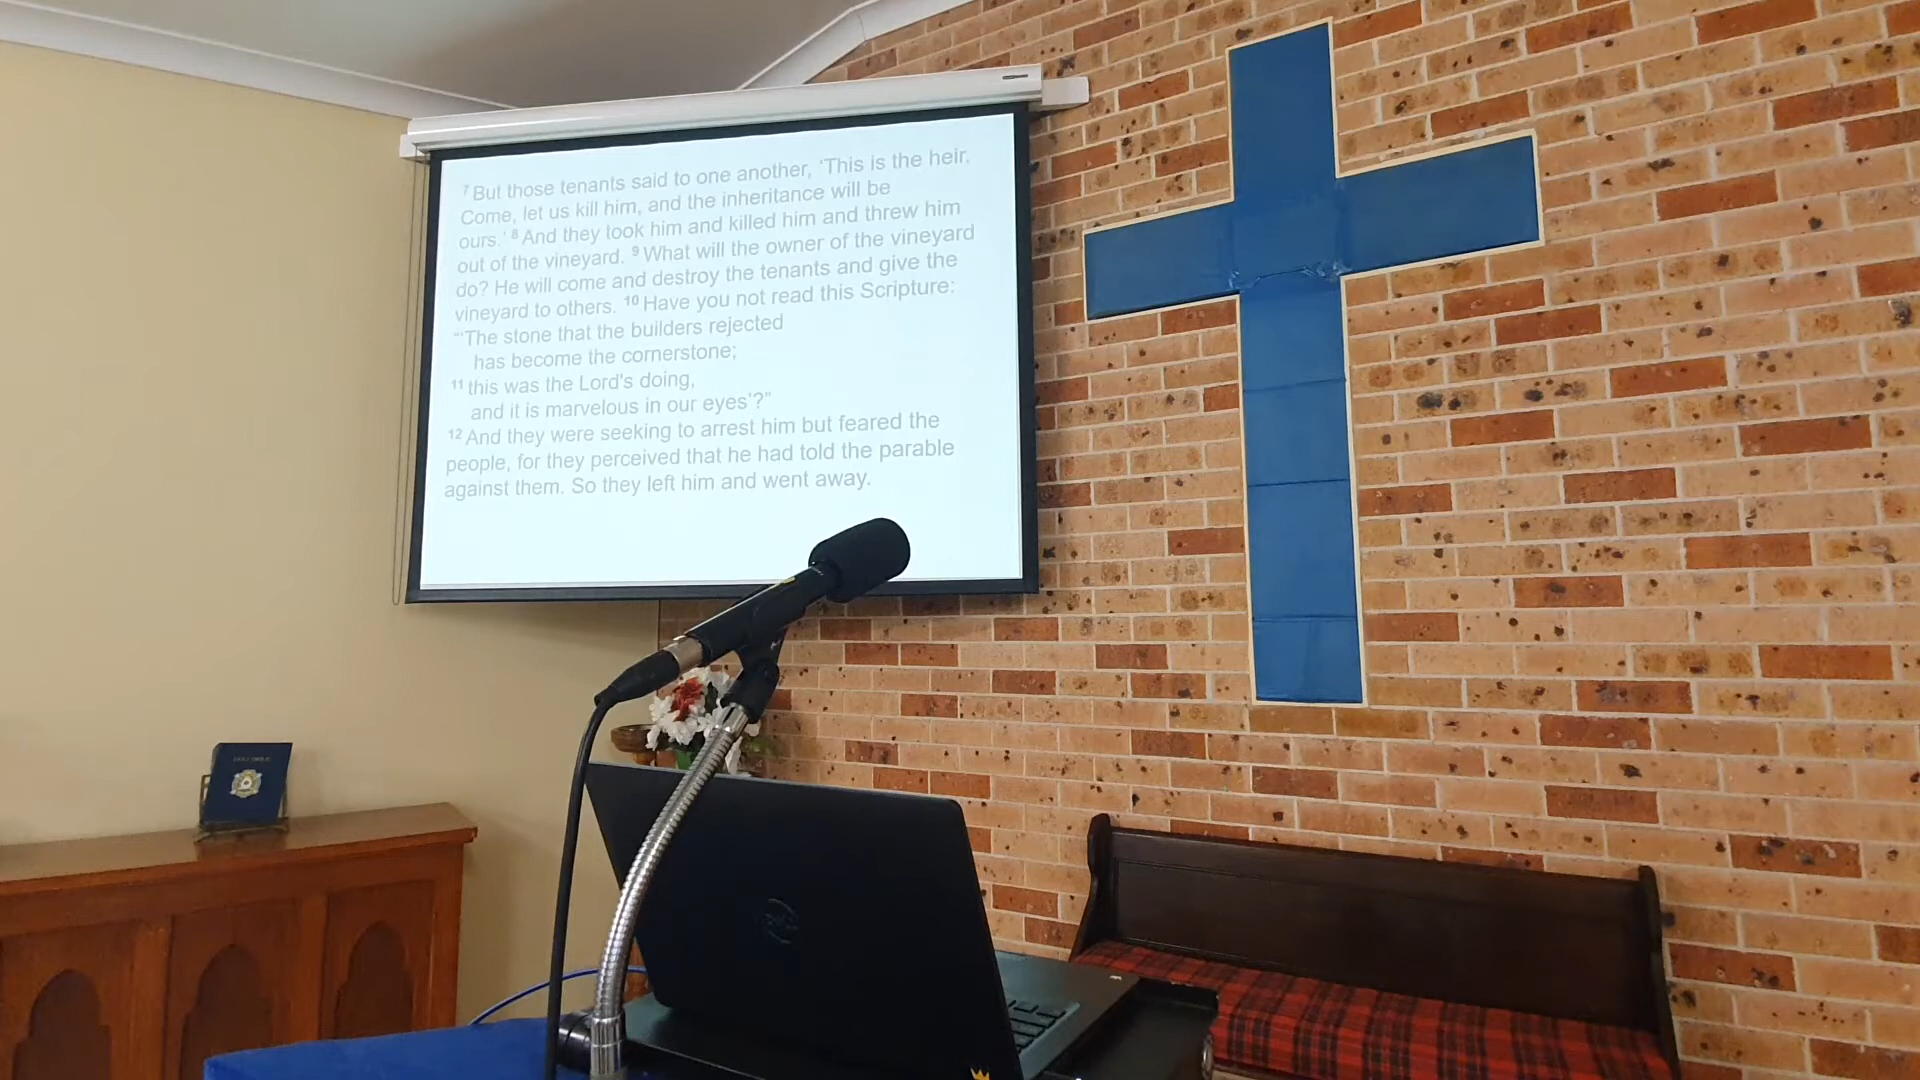 ⁷ But those tenants said to one another, ‘This is the heir.
Come, let us kill him, and the inheritance will be
ours.’ ⁸ And they took him and killed him and threw him
out of the vineyard. ⁹ What will the owner of the vineyard
do? He will come and destroy the tenants and give the
vineyard to others. ¹⁰ Have you not read this Scripture:
“‘The stone that the builders rejected
has become the cornerstone;
¹¹ this was the Lord's doing,
and it is marvelous in our eyes’?”
¹² And they were seeking to arrest him but feared the
people, for they perceived that he had told the parable
against them. So they left him and went away.
HOLY BIBLE
DELL